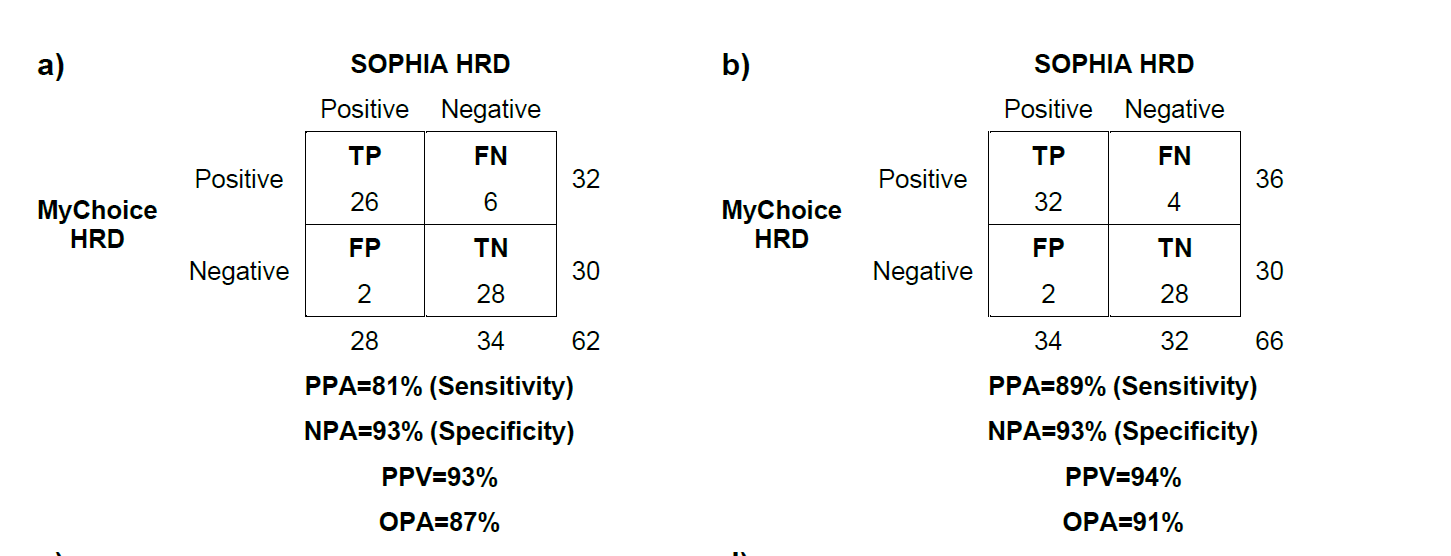 a)
SOPHIA HRD
Positive Negative
TP FN
Positive 26 6 32
MyChoice HRD
FP TN
Negative 2 28 30
28 34 62
PPA=81% (Sensitivity)
NPA=93% (Specificity)
PPV=93%
OPA=87%
b)
SOPHIA HRD
Positive Negative
TP FN
Positive 32 4 36
MyChoice HRD
FP TN
Negative 2 28 30
34 32 66
PPA=89% (Sensitivity)
NPA=93% (Specificity)
PPV=94%
OPA=91%